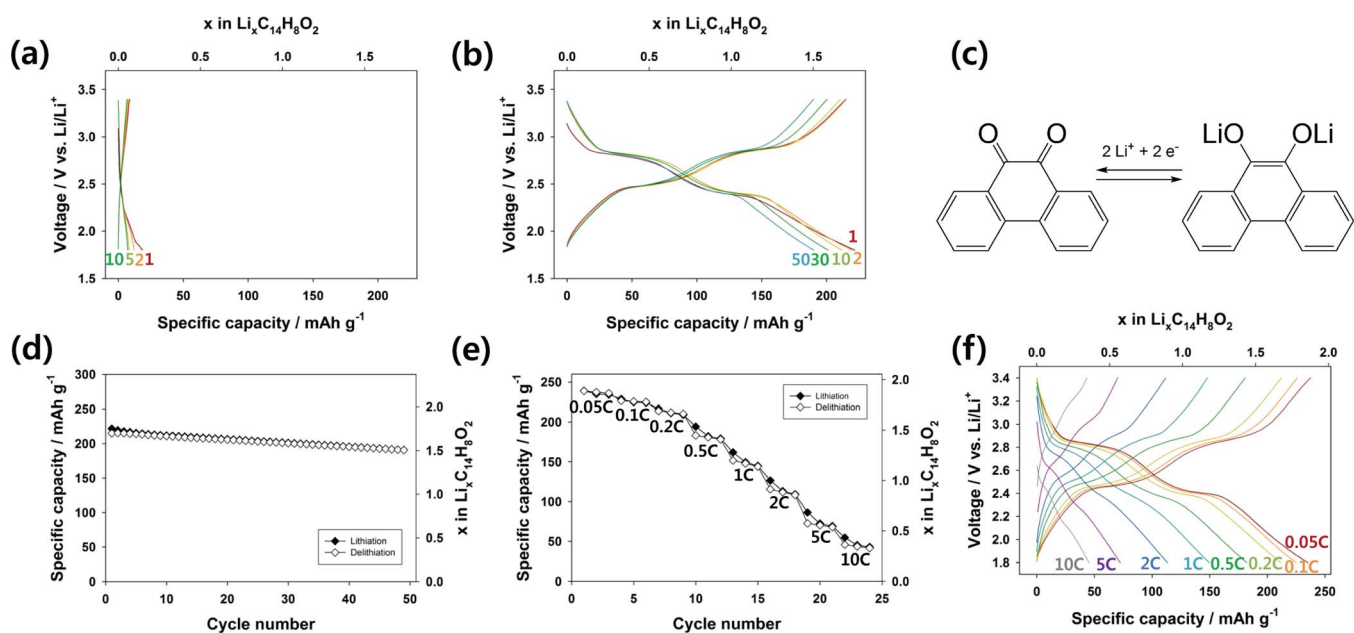 (a)
x in LiₓC₁₄H₈O₂
0.0 0.5 1.0 1.5
Voltage / V vs. Li/Li⁺
3.5
3.0
2.5
2.0
1.5
10 5 2 1
0 50 100 150 200
Specific capacity / mAh g⁻¹
(b)
x in LiₓC₁₄H₈O₂
0.0 0.5 1.0 1.5
Voltage / V vs. Li/Li⁺
3.5
3.0
2.5
2.0
1.5
1
50 30 10 2
0 50 100 150 200
Specific capacity / mAh g⁻¹
(c)
O O
2 Li⁺ + 2 e⁻
LiO OLi
(d)
Specific capacity / mAh g⁻¹
300
250
200
150
100
50
0
2.0
1.5
1.0
0.5
0.0
x in LiₓC₁₄H₈O₂
Lithiation
Delithiation
0 10 20 30 40 50
Cycle number
(e)
Specific capacity / mAh g⁻¹
250
200
150
100
50
0
2.0
1.5
1.0
0.5
0.0
x in LiₓC₁₄H₈O₂
Lithiation
Delithiation
0.05C
0.1C
0.2C
0.5C
1C
2C
5C
10C
0 5 10 15 20 25
Cycle number
(f)
x in LiₓC₁₄H₈O₂
0.0 0.5 1.0 1.5 2.0
Voltage / V vs. Li/Li⁺
3.4
3.2
3.0
2.8
2.6
2.4
2.2
2.0
1.8
0.05C
10C 5C 2C 1C 0.5C 0.2C 0.1C
0 50 100 150 200 250
Specific capacity / mAh g⁻¹